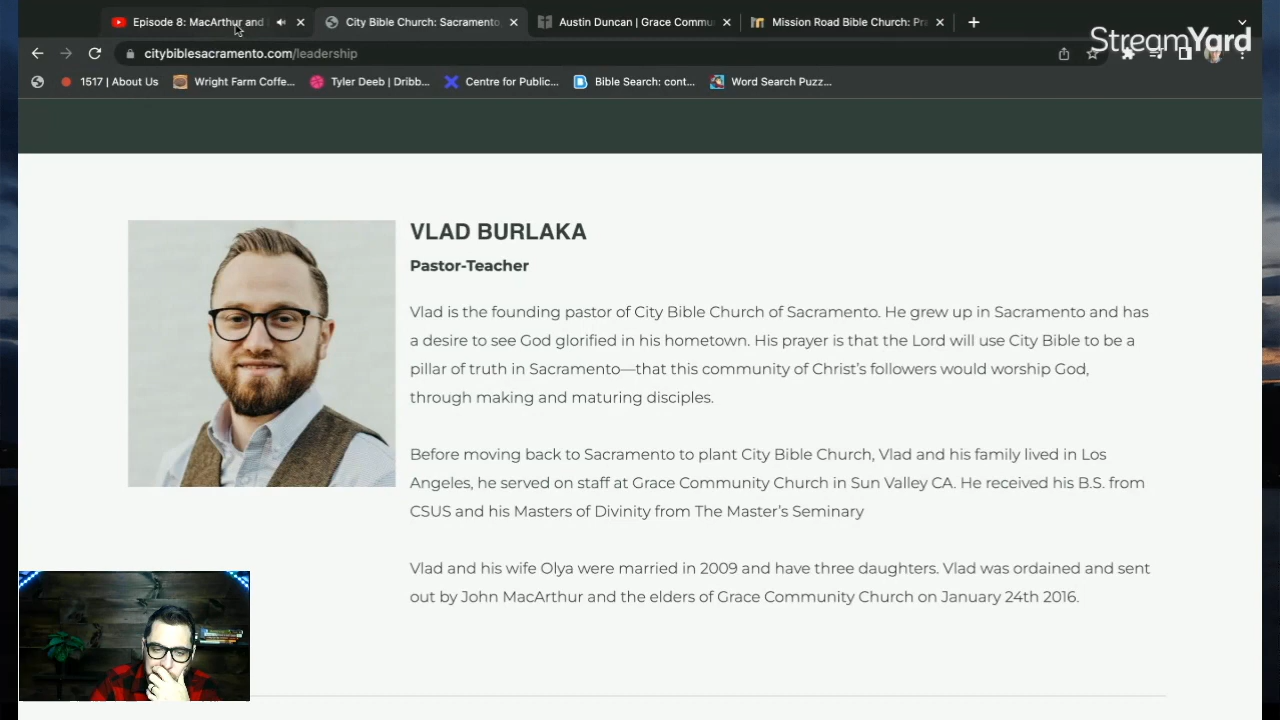 Episode 8: MacArthur and
City Bible Church: Sacramento,
Austin Duncan | Grace Commu
Mission Road Bible Church: Pra
StreamYard
citybiblesacramento.com/leadership
1517 | About Us
Wright Farm Coffe...
Tyler Deeb | Dribb...
Centre for Public...
Bible Search: cont...
Word Search Puzz...
VLAD BURLAKA
Pastor-Teacher
Vlad is the founding pastor of City Bible Church of Sacramento. He grew up in Sacramento and has
a desire to see God glorified in his hometown. His prayer is that the Lord will use City Bible to be a
pillar of truth in Sacramento—that this community of Christ's followers would worship God,
through making and maturing disciples.
Before moving back to Sacramento to plant City Bible Church, Vlad and his family lived in Los
Angeles, he served on staff at Grace Community Church in Sun Valley CA. He received his B.S. from
CSUS and his Masters of Divinity from The Master's Seminary
Vlad and his wife Olya were married in 2009 and have three daughters. Vlad was ordained and sent
out by John MacArthur and the elders of Grace Community Church on January 24th 2016.